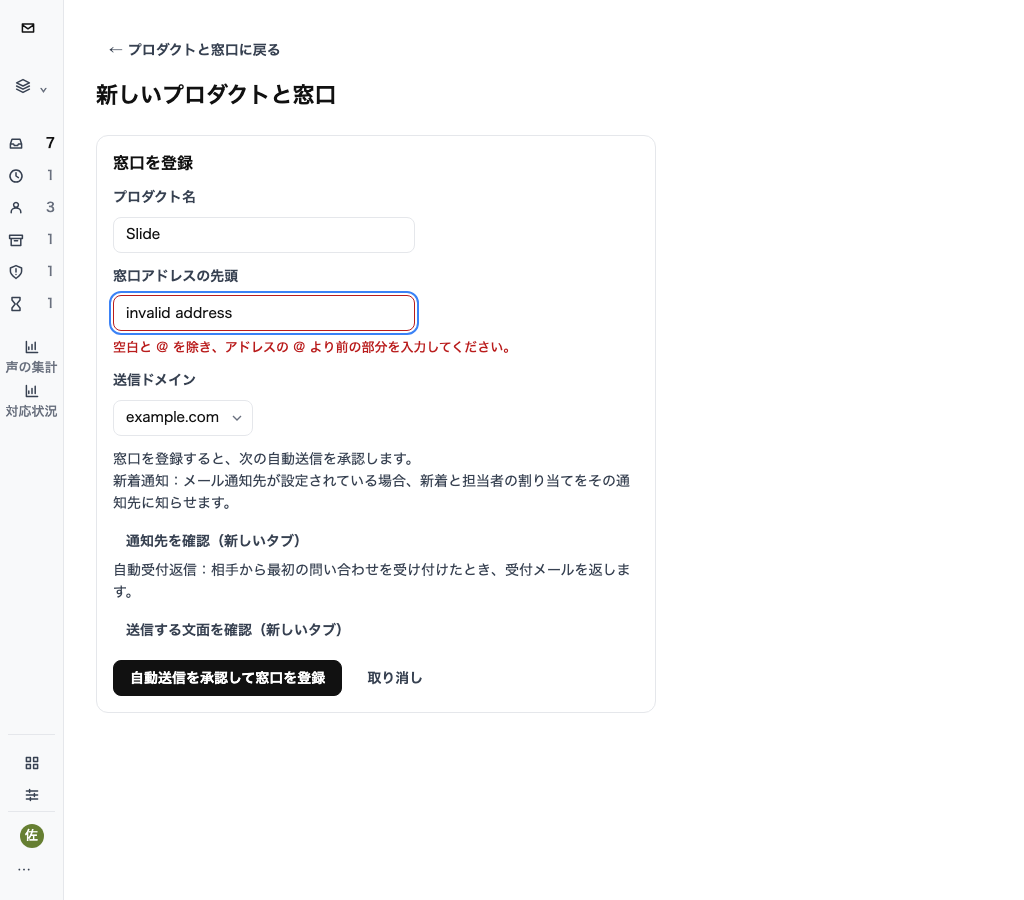 ← プロダクトと窓口に戻る
新しいプロダクトと窓口
7
1
3
1
1
1
声の集計
対応状況
窓口を登録
プロダクト名
Slide
窓口アドレスの先頭
invalid address
空白と @ を除き、アドレスの @ より前の部分を入力してください。
送信ドメイン
example.com
窓口を登録すると、次の自動送信を承認します。
新着通知：メール通知先が設定されている場合、新着と担当者の割り当てをその通
知先に知らせます。
通知先を確認（新しいタブ）
自動受付返信：相手から最初の問い合わせを受け付けたとき、受付メールを返しま
す。
送信する文面を確認（新しいタブ）
自動送信を承認して窓口を登録
取り消し
佐
…